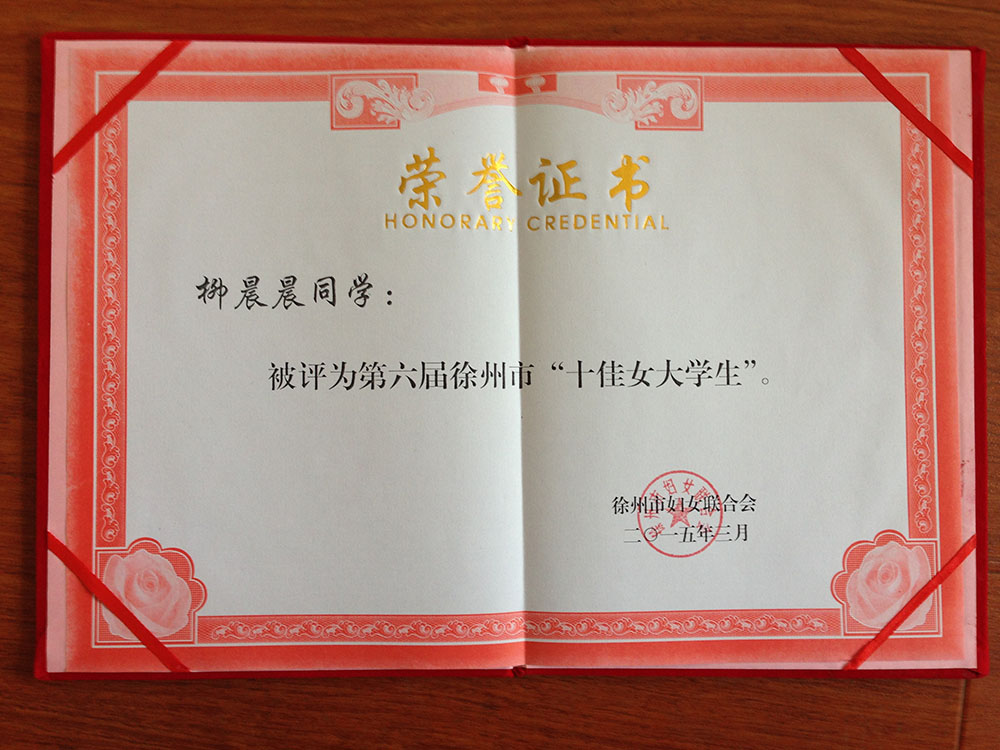 荣誉证书
HONORARY CREDENTIAL
柳晨晨同学：
被评为第六届徐州市“十佳女大学生”。
徐州市妇女联合会
二〇一五年三月